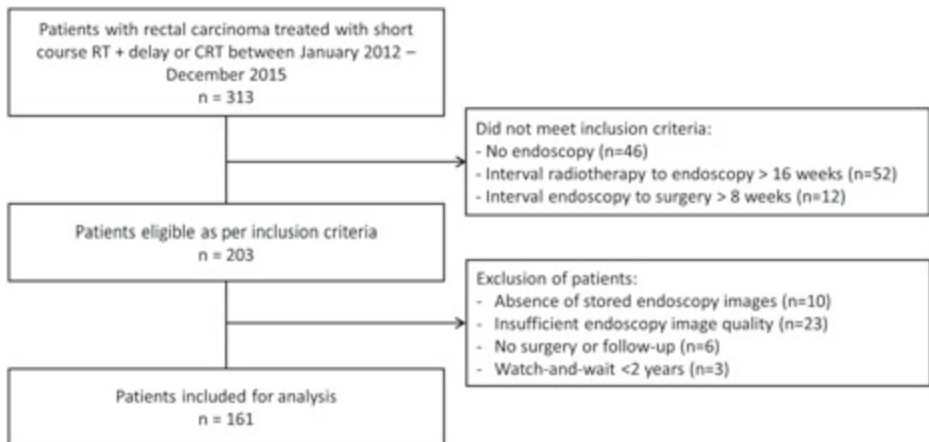 Patients with rectal carcinoma treated with short
course RT + delay or CRT between January 2012 –
December 2015
n = 313
Did not meet inclusion criteria:
- No endoscopy (n=46)
- Interval radiotherapy to endoscopy > 16 weeks (n=52)
- Interval endoscopy to surgery > 8 weeks (n=12)
Patients eligible as per inclusion criteria
n = 203
Exclusion of patients:
- Absence of stored endoscopy images (n=10)
- Insufficient endoscopy image quality (n=23)
- No surgery or follow-up (n=6)
- Watch-and-wait <2 years (n=3)
Patients included for analysis
n = 161